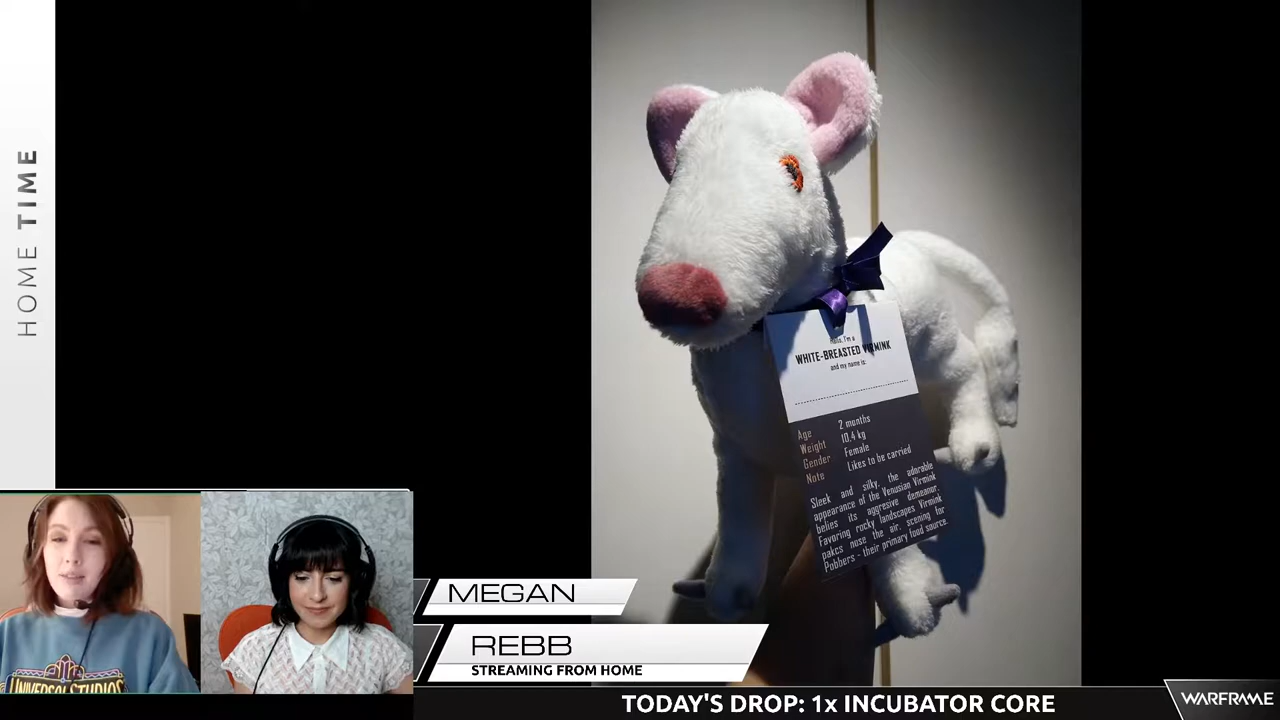 HOME TIME
Hello, I'm a
WHITE-BREASTED VIRMINK
and my name is:
Age 2 months
Weight 10,4 kg
Gender Female
Note Likes to be carried
Sleek and silky, the adorable
appearance of the Venusian Virmink
belies its aggresive demeanor.
Favoring rocky landscapes Virmink
pakcs nose the air, scening for
Pobbers - their primary food source.
UNIVERSAL STUDIOS
MEGAN
REBB
STREAMING FROM HOME
TODAY'S DROP: 1x INCUBATOR CORE
WARFRAME